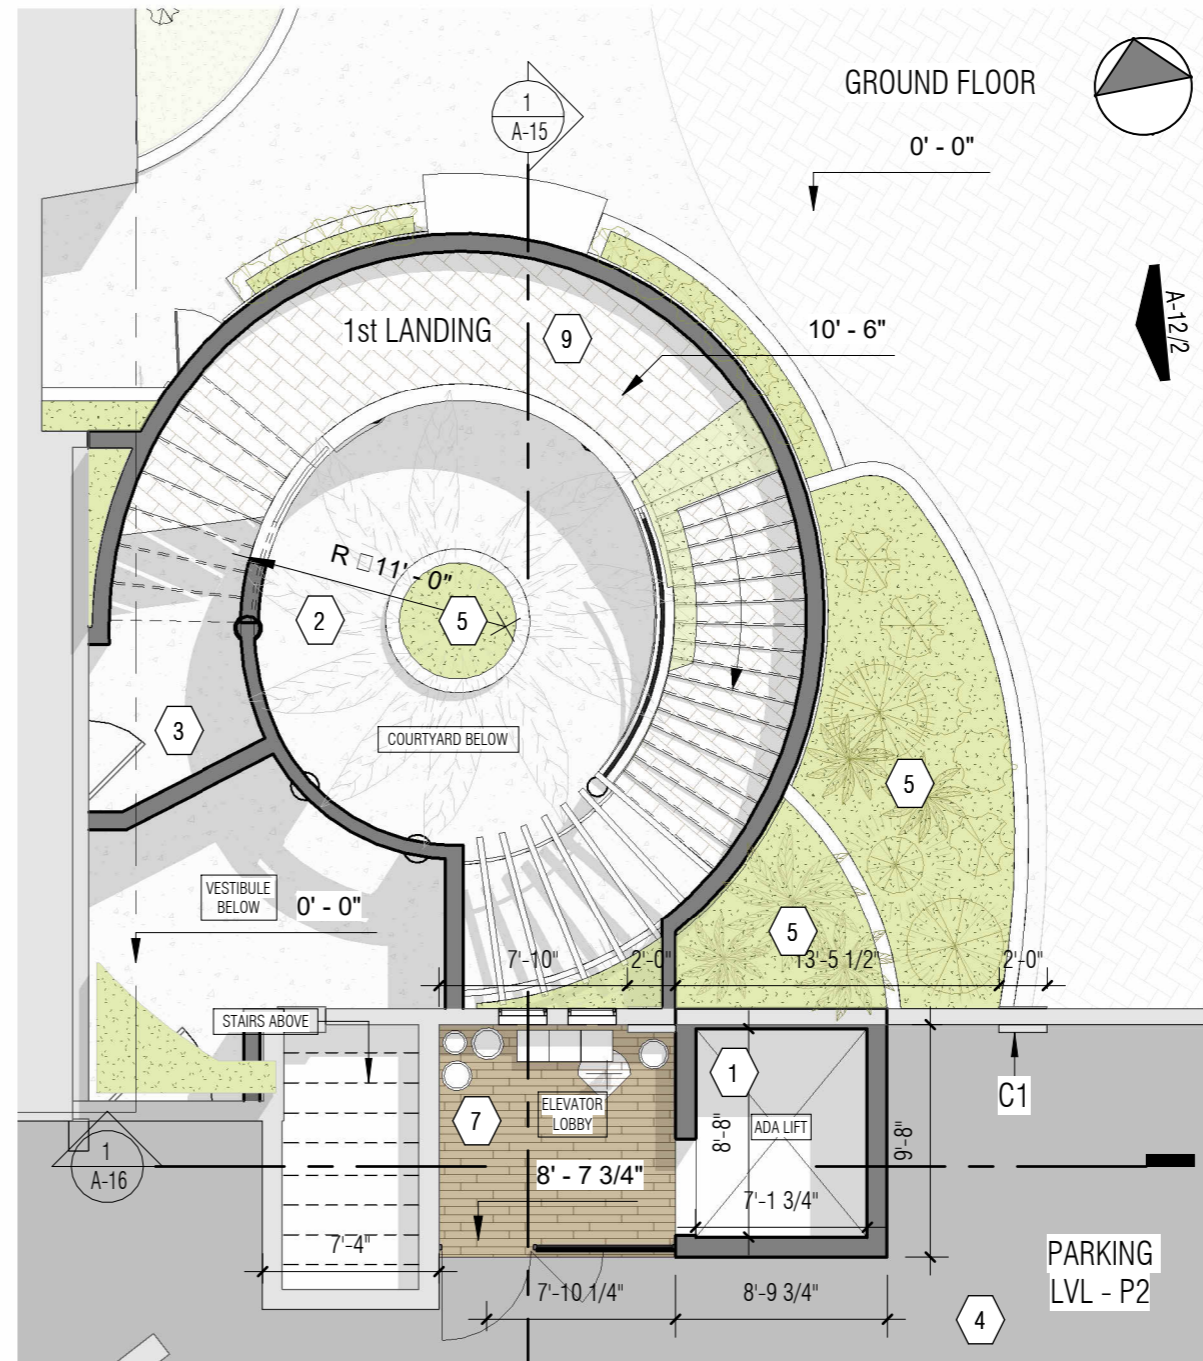 GROUND FLOOR
0' - 0"
1
A-15
A-12/2
10' - 6"
1st LANDING
9
R □11' - 0"
2
5
3
COURTYARD BELOW
5
VESTIBULE
BELOW
0' - 0"
5
7'-10"
2'-0"
13'-5 1/2"
2'-0"
STAIRS ABOVE
1
C1
ELEVATOR
LOBBY
7
8'-8"
ADA LIFT
9'-8"
1
A-16
8' - 7 3/4"
7'-1 3/4"
7'-4"
PARKING
LVL - P2
7'-10 1/4"
8'-9 3/4"
4